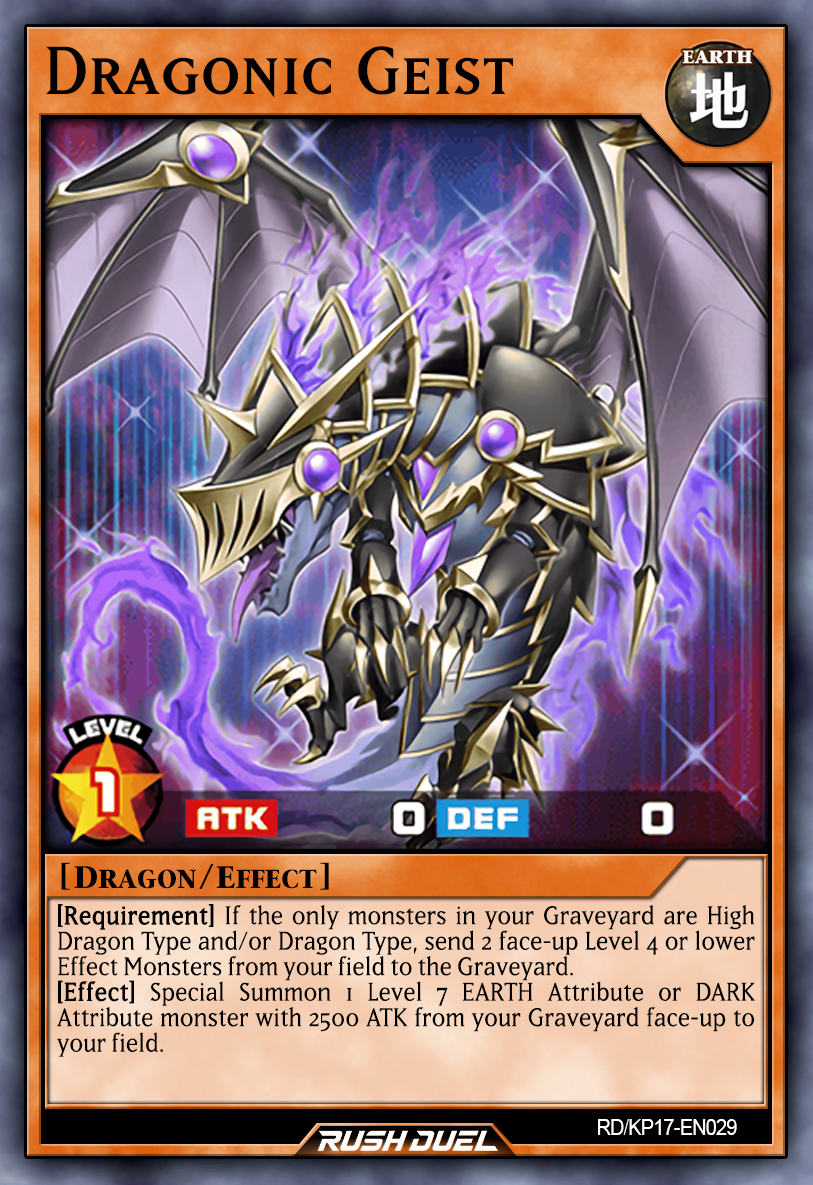 Dragonic Geist
EARTH
地
LEVEL
1
ATK 0 DEF 0
[Dragon/Effect]
[Requirement] If the only monsters in your Graveyard are High
Dragon Type and/or Dragon Type, send 2 face-up Level 4 or lower
Effect Monsters from your field to the Graveyard.
[Effect] Special Summon 1 Level 7 EARTH Attribute or DARK
Attribute monster with 2500 ATK from your Graveyard face-up to
your field.
RD/KP17-EN029
RUSH DUEL